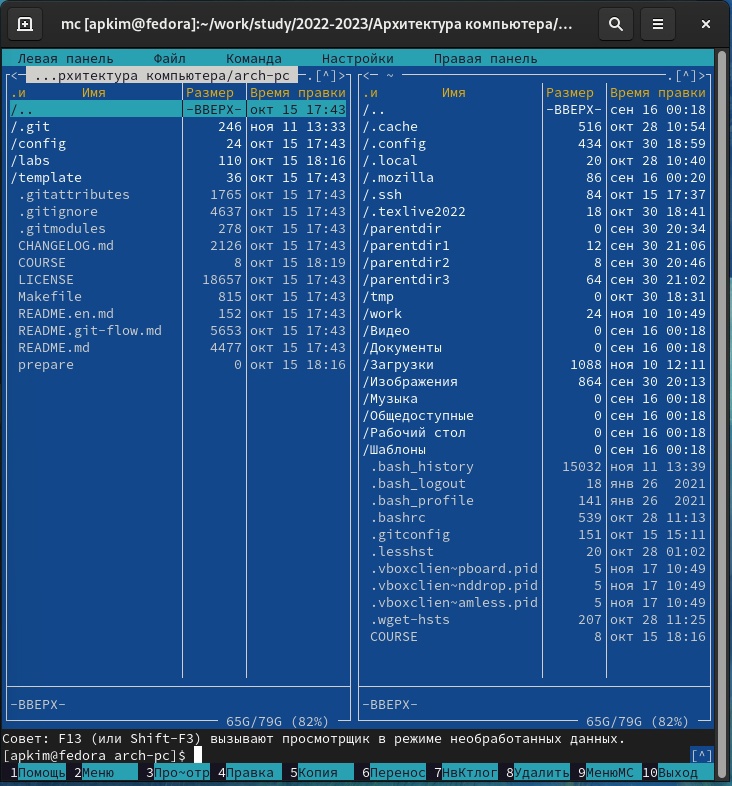 mc [apkim@fedora]:~/work/study/2022-2023/Архитектура компьютера/...
Левая панель Файл Команда Настройки Правая панель
<— ...рхитектура компьютера/arch-pc —.[^]> <— ~ —.[^]>
.и Имя Размер Время правки .и Имя Размер Время правки
/.. -ВВЕРХ- окт 15 17:43 /.. -ВВЕРХ- сен 16 00:18
/.git 246 ноя 11 13:33 /.cache 516 окт 28 10:54
/config 24 окт 15 17:43 /.config 434 окт 30 18:59
/labs 110 окт 15 18:16 /.local 20 окт 28 10:40
/template 36 окт 15 17:43 /.mozilla 86 сен 16 00:20
.gitattributes 1765 окт 15 17:43 /.ssh 84 окт 15 17:37
.gitignore 4637 окт 15 17:43 /.texlive2022 18 окт 30 18:41
.gitmodules 278 окт 15 17:43 /parentdir 0 сен 30 20:34
CHANGELOG.md 2126 окт 15 17:43 /parentdir1 12 сен 30 21:06
COURSE 8 окт 15 18:19 /parentdir2 8 сен 30 20:46
LICENSE 18657 окт 15 17:43 /parentdir3 64 сен 30 21:02
Makefile 815 окт 15 17:43 /tmp 0 окт 30 18:31
README.en.md 152 окт 15 17:43 /work 24 ноя 10 10:49
README.git-flow.md 5653 окт 15 17:43 /Видео 0 сен 16 00:18
README.md 4477 окт 15 17:43 /Документы 0 сен 16 00:18
prepare 0 окт 15 18:16 /Загрузки 1088 ноя 10 12:11
/Изображения 864 сен 30 20:13
/Музыка 0 сен 16 00:18
/Общедоступные 0 сен 16 00:18
/Рабочий стол 0 сен 16 00:18
/Шаблоны 0 сен 16 00:18
.bash_history 15032 ноя 11 13:39
.bash_logout 18 янв 26 2021
.bash_profile 141 янв 26 2021
.bashrc 539 окт 28 11:13
.gitconfig 151 окт 15 15:11
.lesshst 20 окт 28 01:02
.vboxclien~pboard.pid 5 ноя 17 10:49
.vboxclien~nddrop.pid 5 ноя 17 10:49
.vboxclien~amless.pid 5 ноя 17 10:49
.wget-hsts 207 окт 28 11:25
COURSE 8 окт 15 18:16
-ВВЕРХ- -ВВЕРХ-
65G/79G (82%) 65G/79G (82%)
Совет: F13 (или Shift-F3) вызывают просмотрщик в режиме необработанных данных.
[apkim@fedora arch-pc]$ [^]
1Помощь 2Меню 3Про~отр 4Правка 5Копия 6Перенос 7НвКтлог 8Удалить 9МенюМС 10Выход